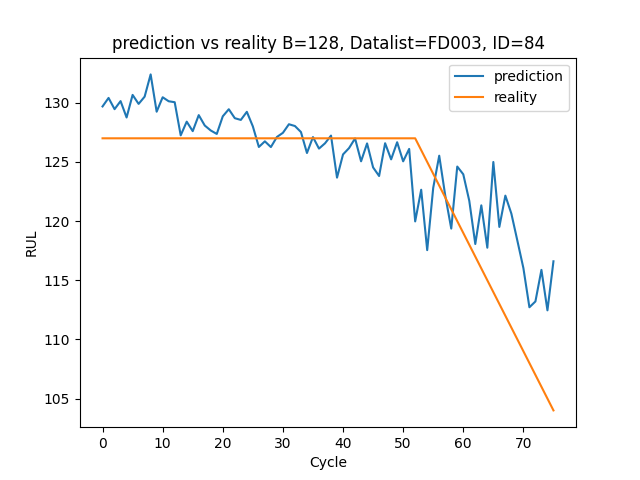 prediction vs reality B=128, Datalist=FD003, ID=84
prediction
reality
RUL
130
125
120
115
110
105
0 10 20 30 40 50 60 70
Cycle